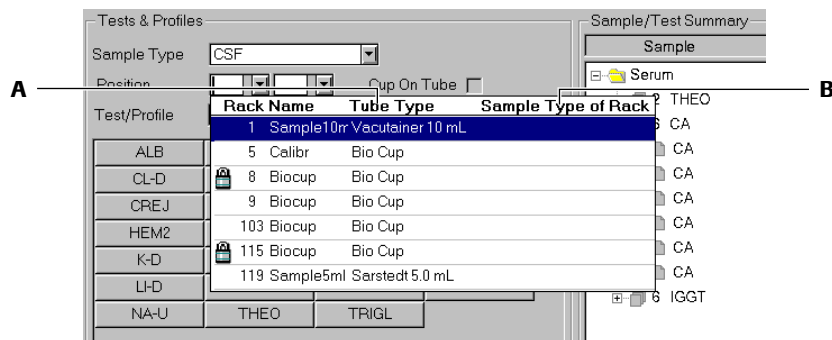 Tests & Profiles
Sample/Test Summary
Sample Type CSF
Sample
Position Cup On Tube
Serum
A
B
Rack Name Tube Type Sample Type of Rack
2 THEO
Test/Profile
1 Sample10m Vacutainer 10 mL
CA
ALB
5 Calibr Bio Cup
CA
CL-D
8 Biocup Bio Cup
CA
CREJ
9 Biocup Bio Cup
CA
HEM2
103 Biocup Bio Cup
CA
K-D
115 Biocup Bio Cup
CA
LI-D
119 Sample5ml Sarstedt 5.0 mL
CA
6 IGGT
NA-U THEO TRIGL